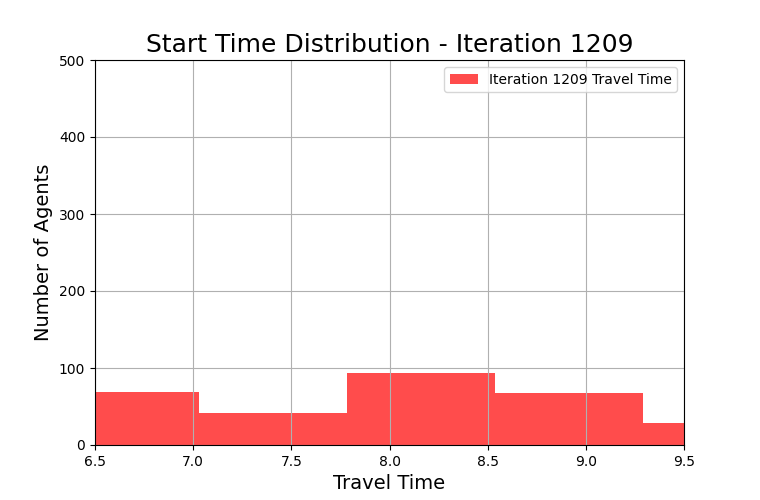 Start Time Distribution - Iteration 1209
500
400
300
200
100
0
Number of Agents
Iteration 1209 Travel Time
6.5 7.0 7.5 8.0 8.5 9.0 9.5
Travel Time